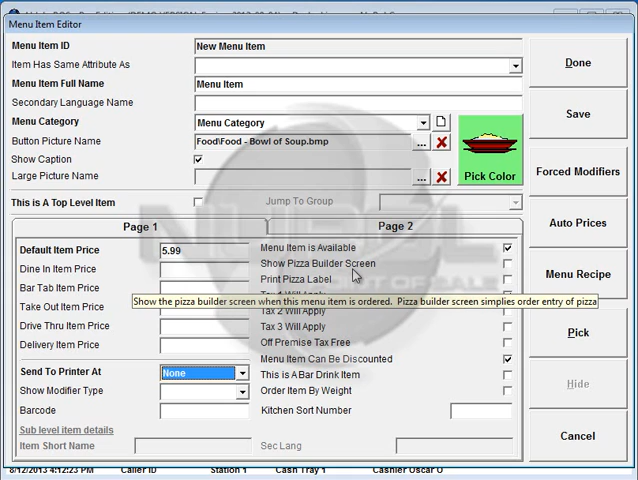 Menu Item Editor
Menu Item ID
New Menu Item
Item Has Same Attribute As
Menu Item Full Name
Menu Item
Secondary Language Name
Menu Category
Menu Category
Button Picture Name
Food\Food - Bowl of Soup.bmp
...
Show Caption
Large Picture Name
...
Pick Color
This is A Top Level Item
Jump To Group
Page 1
Page 2
Default Item Price
5.99
Dine In Item Price
Bar Tab Item Price
Take Out Item Price
Drive Thru Item Price
Delivery Item Price
Send To Printer At
None
Show Modifier Type
Barcode
Sub level item details
Item Short Name
Menu Item is Available
Show Pizza Builder Screen
Print Pizza Label
Show the pizza builder screen when this menu item is ordered. Pizza builder screen simplies order entry of pizza
Tax 2 Will Apply
Tax 3 Will Apply
Off Premise Tax Free
Menu Item Can Be Discounted
This is A Bar Drink Item
Order Item By Weight
Kitchen Sort Number
Sec Lang
Done
Save
Forced Modifiers
Auto Prices
Menu Recipe
Pick
Hide
Cancel
8/12/2013 4:12:23 PM
Caller ID
Station 1
Cash Tray 1
Cashier Oscar O